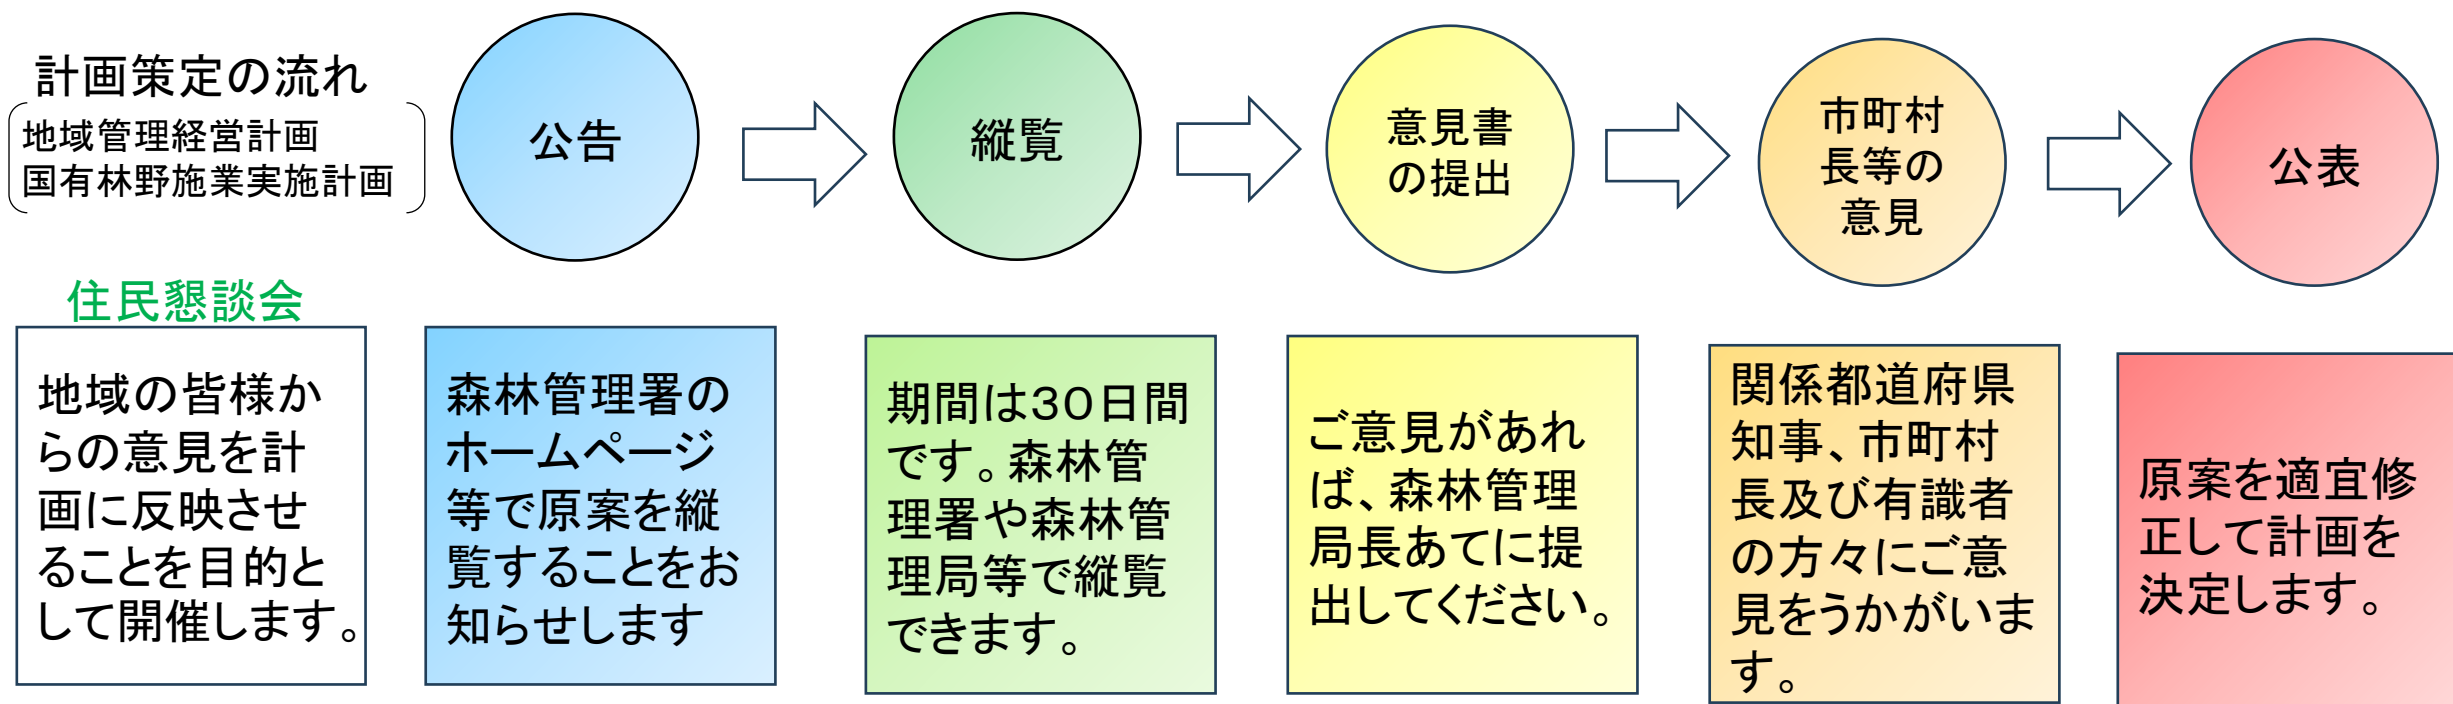 計画策定の流れ
地域管理経営計画
国有林野施業実施計画
公告
縦覧
意見書
の提出
市町村
長等の
意見
公表
住民懇談会
地域の皆様か
らの意見を計
画に反映させ
ることを目的と
して開催します。
森林管理署の
ホームページ
等で原案を縦
覧することをお
知らせします
期間は30日間
です。森林管
理署や森林管
理局等で縦覧
できます。
ご意見があれ
ば、森林管理
局長あてに提
出してください。
関係都道府県
知事、市町村
長及び有識者
の方々にご意
見をうかがいま
す。
原案を適宜修
正して計画を
決定します。